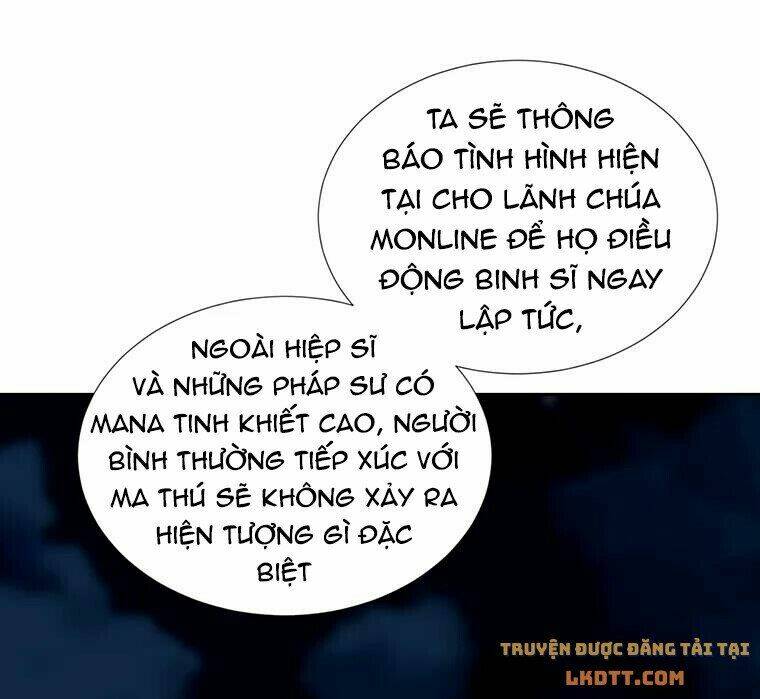 TA SẼ THÔNG
BÁO TÌNH HÌNH HIỆN
TẠI CHO LÃNH CHÚA
MONLINE ĐỂ HỌ ĐIỀU
ĐỘNG BINH SĨ NGAY
LẬP TỨC,
NGOÀI HIỆP SĨ
VÀ NHỮNG PHÁP SƯ CÓ
MANA TINH KHIẾT CAO, NGƯỜI
BÌNH THƯỜNG TIẾP XÚC VỚI
MA THÚ SẼ KHÔNG XẢY RA
HIỆN TƯỢNG GÌ ĐẶC
BIỆT
TRUYỆN ĐƯỢC ĐĂNG TẢI TẠI
LKDTT.COM